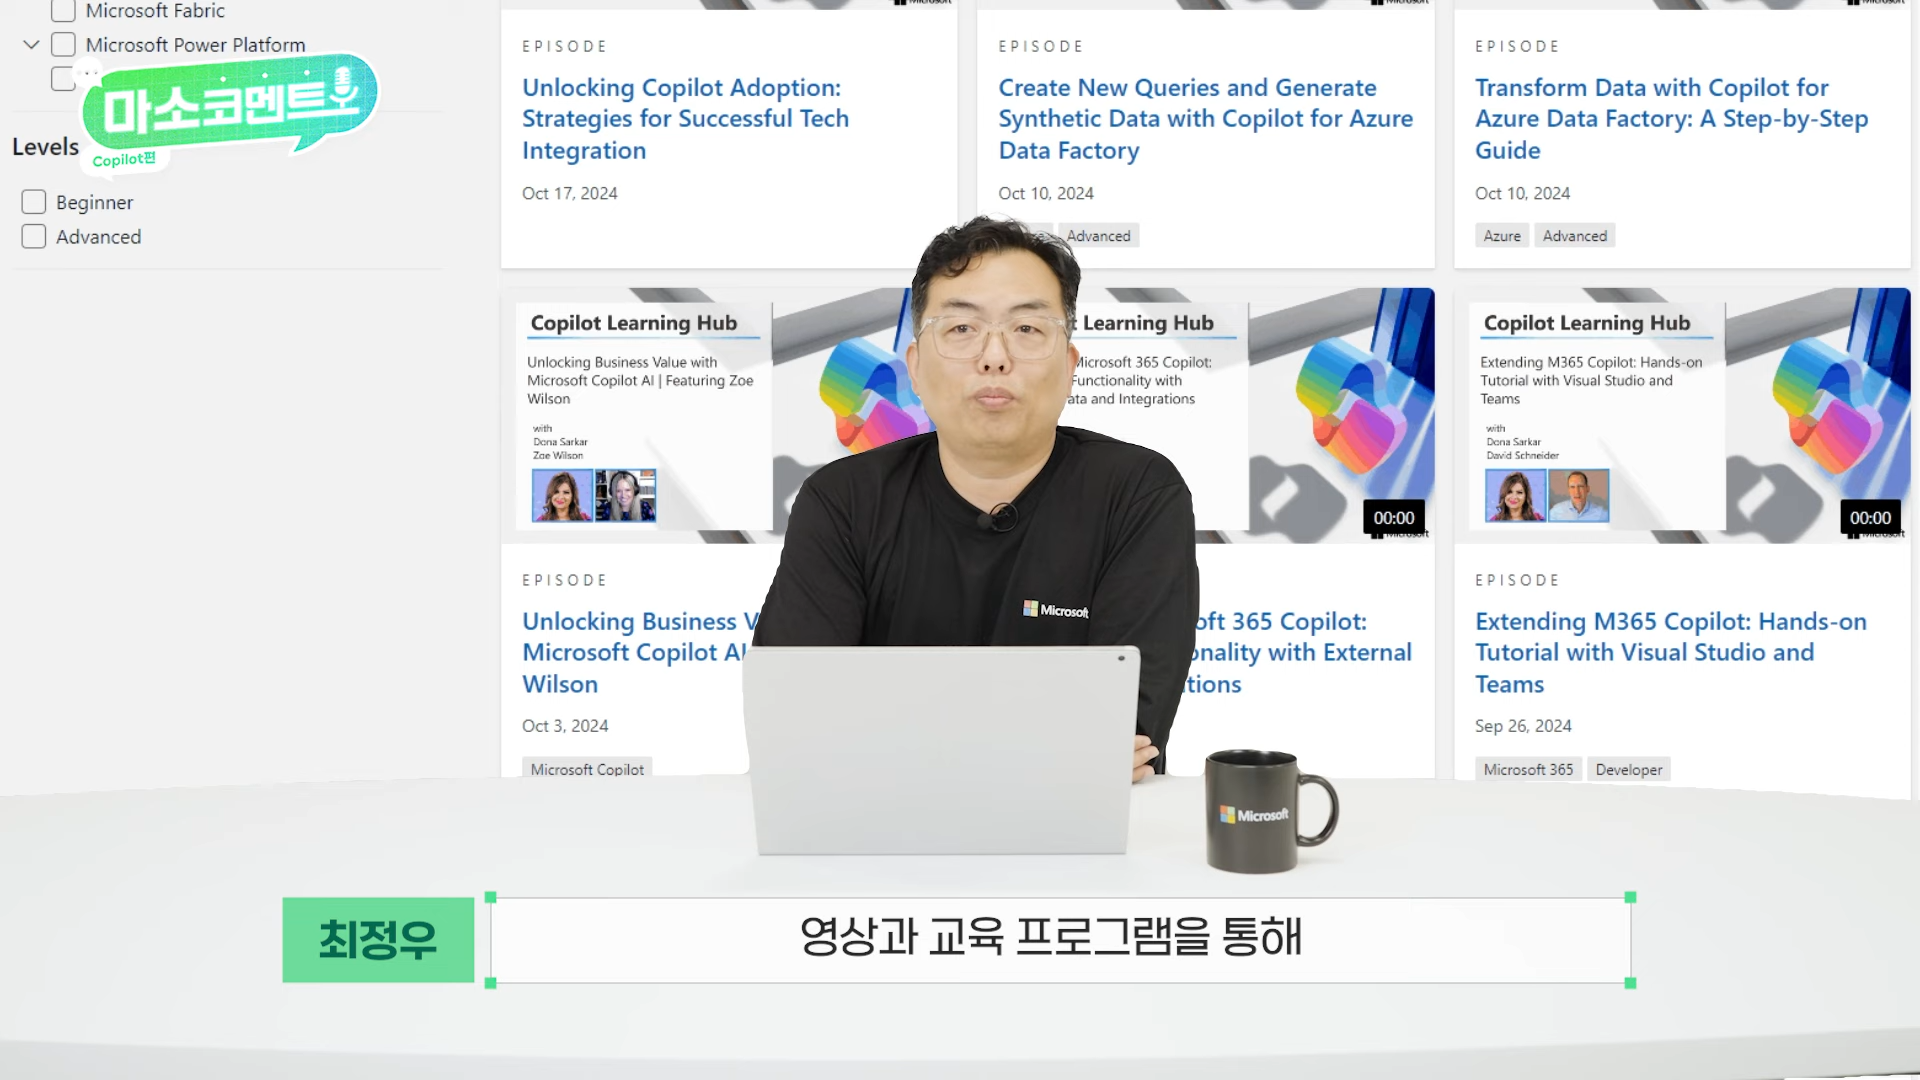 Microsoft Fabric
Microsoft Power Platform
마소코멘트
Copilot편
Levels
Beginner
Advanced
EPISODE
Unlocking Copilot Adoption:
Strategies for Successful Tech
Integration
Oct 17, 2024
EPISODE
Create New Queries and Generate
Synthetic Data with Copilot for Azure
Data Factory
Oct 10, 2024
Advanced
EPISODE
Transform Data with Copilot for
Azure Data Factory: A Step-by-Step
Guide
Oct 10, 2024
Azure
Advanced
Copilot Learning Hub
Unlocking Business Value with
Microsoft Copilot AI | Featuring Zoe
Wilson
with
Dona Sarkar
Zoe Wilson
EPISODE
Unlocking Business V
Microsoft Copilot AI
Wilson
Oct 3, 2024
Microsoft Copilot
t Learning Hub
Microsoft 365 Copilot:
Functionality with
ata and Integrations
00:00
oft 365 Copilot:
onality with External
tions
Copilot Learning Hub
Extending M365 Copilot: Hands-on
Tutorial with Visual Studio and
Teams
with
Dona Sarkar
David Schneider
00:00
EPISODE
Extending M365 Copilot: Hands-on
Tutorial with Visual Studio and
Teams
Sep 26, 2024
Microsoft 365
Developer
Microsoft
Microsoft
최정우
영상과 교육 프로그램을 통해